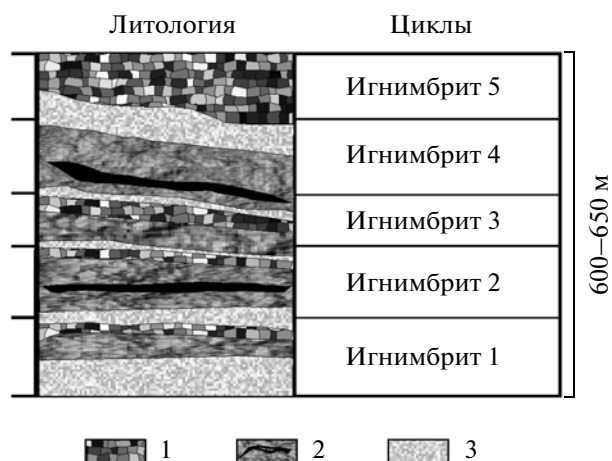 Литология Циклы
Игнимбрит 5
Игнимбрит 4
Игнимбрит 3
Игнимбрит 2
Игнимбрит 1
600–650 м
1 2 3